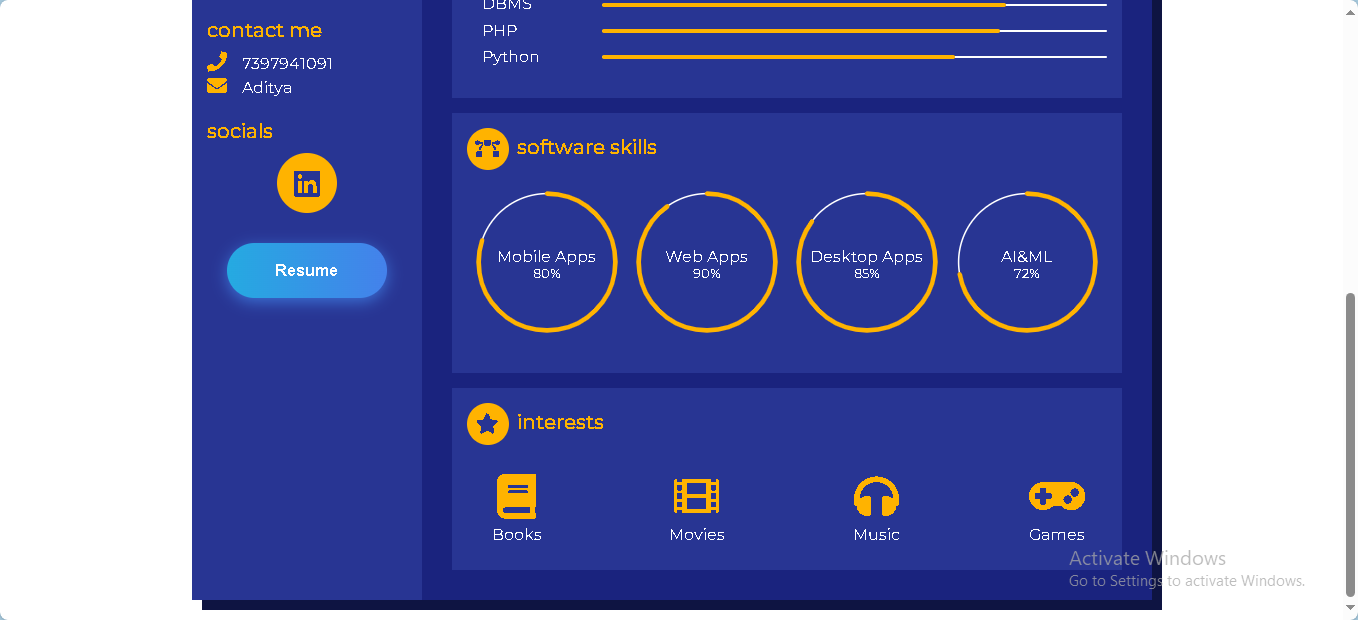 contact me
7397941091
Aditya
socials
in
Resume
DBMS
PHP
Python
software skills
Mobile Apps
80%
Web Apps
90%
Desktop Apps
85%
AI&ML
72%
interests
Books
Movies
Music
Games
Activate Windows
Go to Settings to activate Windows.